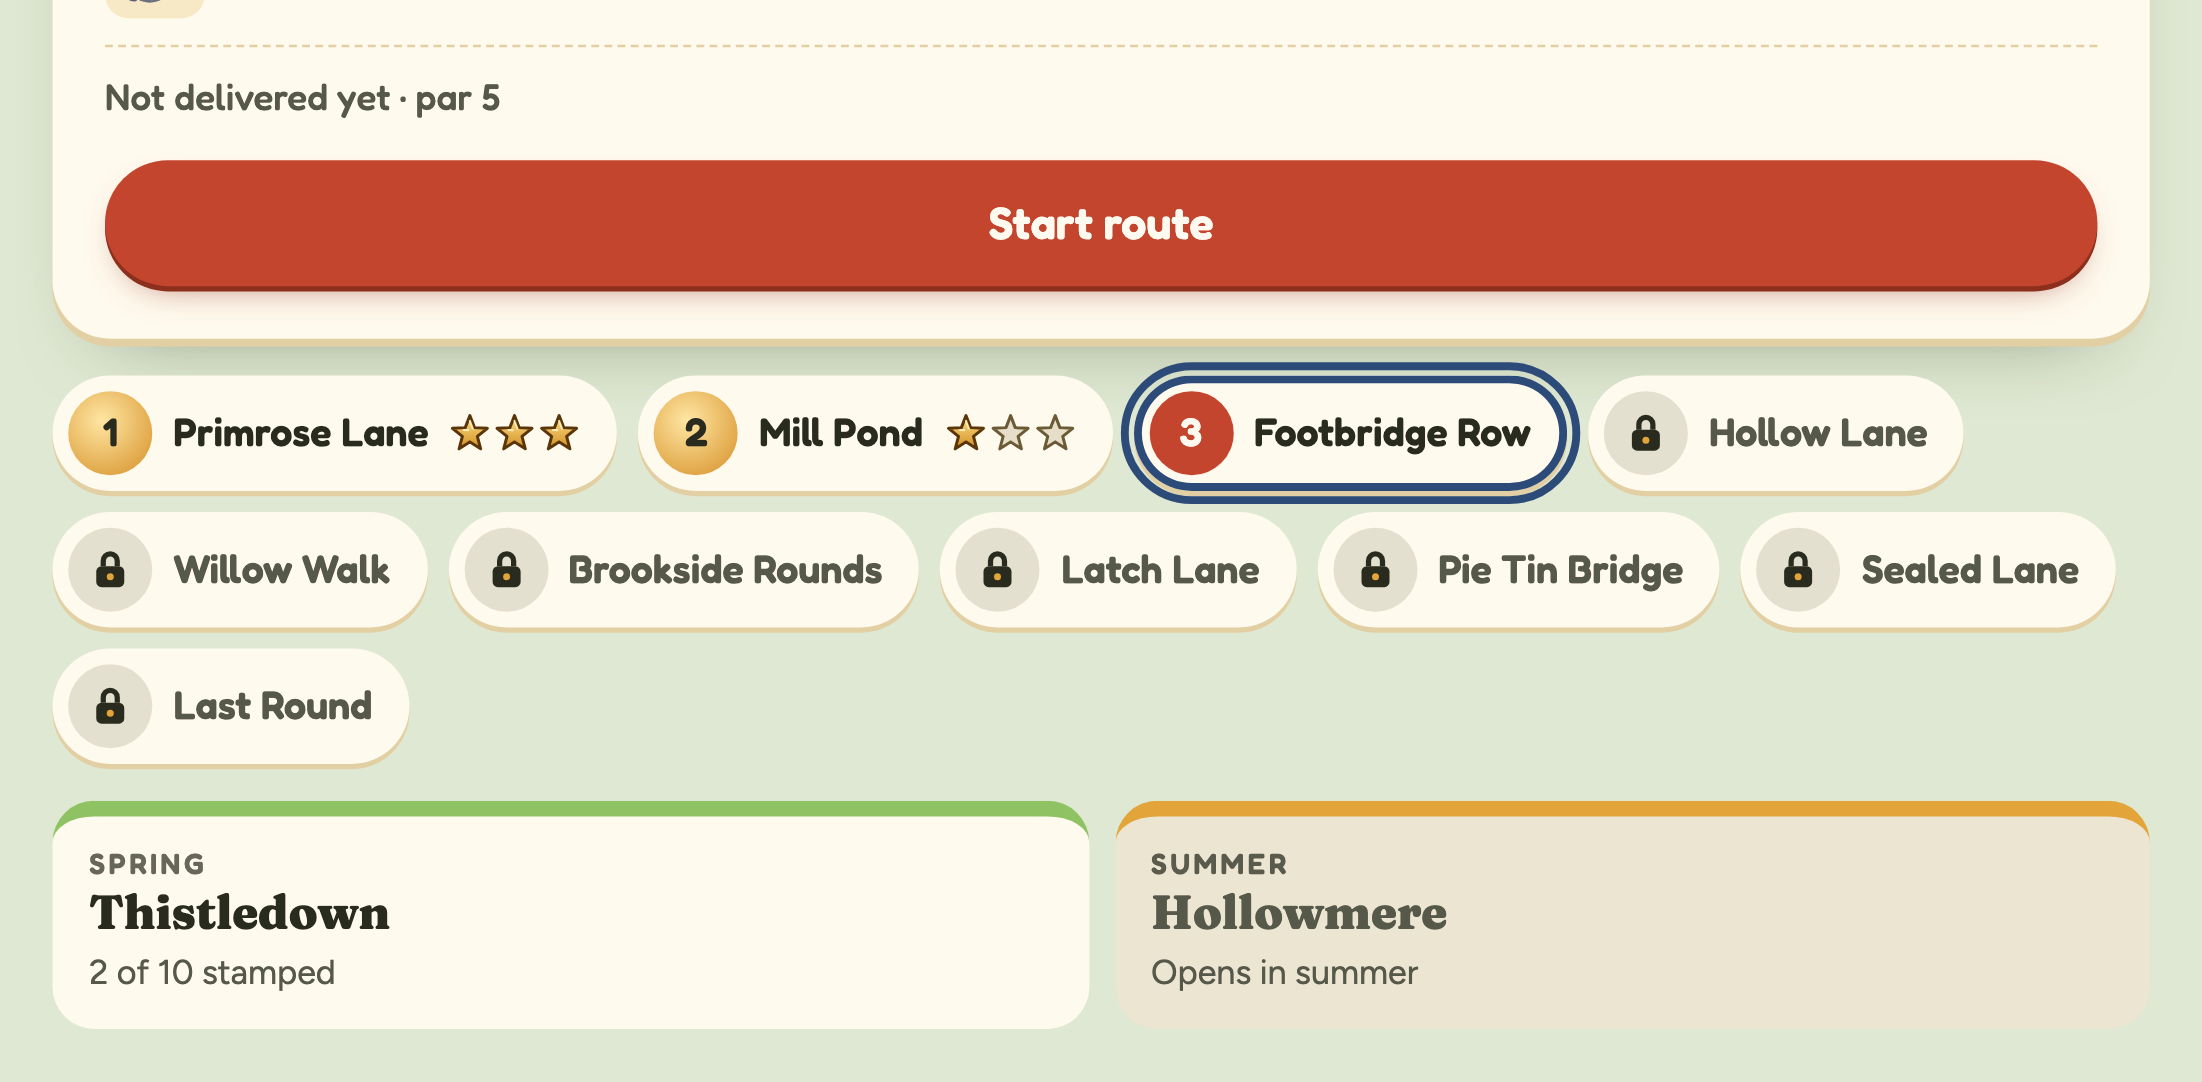 Not delivered yet · par 5
Start route
1 Primrose Lane
2 Mill Pond
3 Footbridge Row
Hollow Lane
Willow Walk
Brookside Rounds
Latch Lane
Pie Tin Bridge
Sealed Lane
Last Round
SPRING
Thistledown
2 of 10 stamped
SUMMER
Hollowmere
Opens in summer